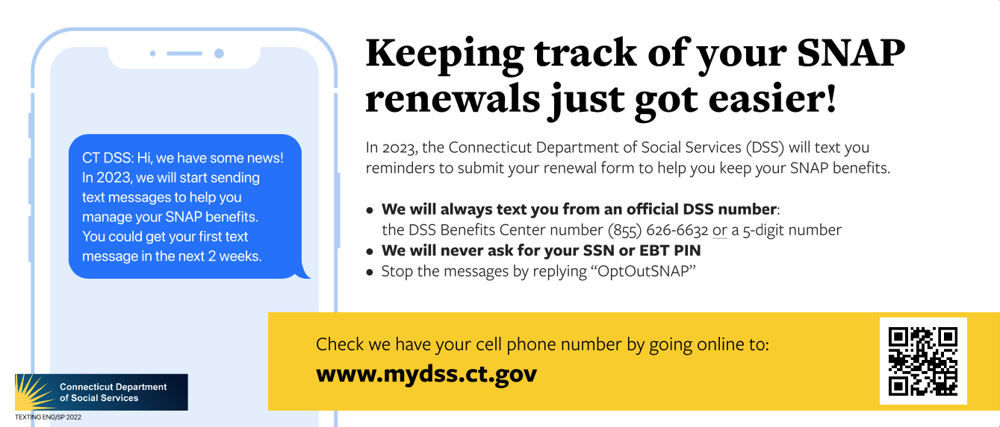 Keeping track of your SNAP
renewals just got easier!
In 2023, the Connecticut Department of Social Services (DSS) will text you
reminders to submit your renewal form to help you keep your SNAP benefits.
• We will always text you from an official DSS number:
the DSS Benefits Center number (855) 626-6632 or a 5-digit number
• We will never ask for your SSN or EBT PIN
• Stop the messages by replying “OptOutSNAP”
CT DSS: Hi, we have some news!
In 2023, we will start sending
text messages to help you
manage your SNAP benefits.
You could get your first text
message in the next 2 weeks.
Check we have your cell phone number by going online to:
www.mydss.ct.gov
Connecticut Department
of Social Services
TEXTING ENG/SP 2022